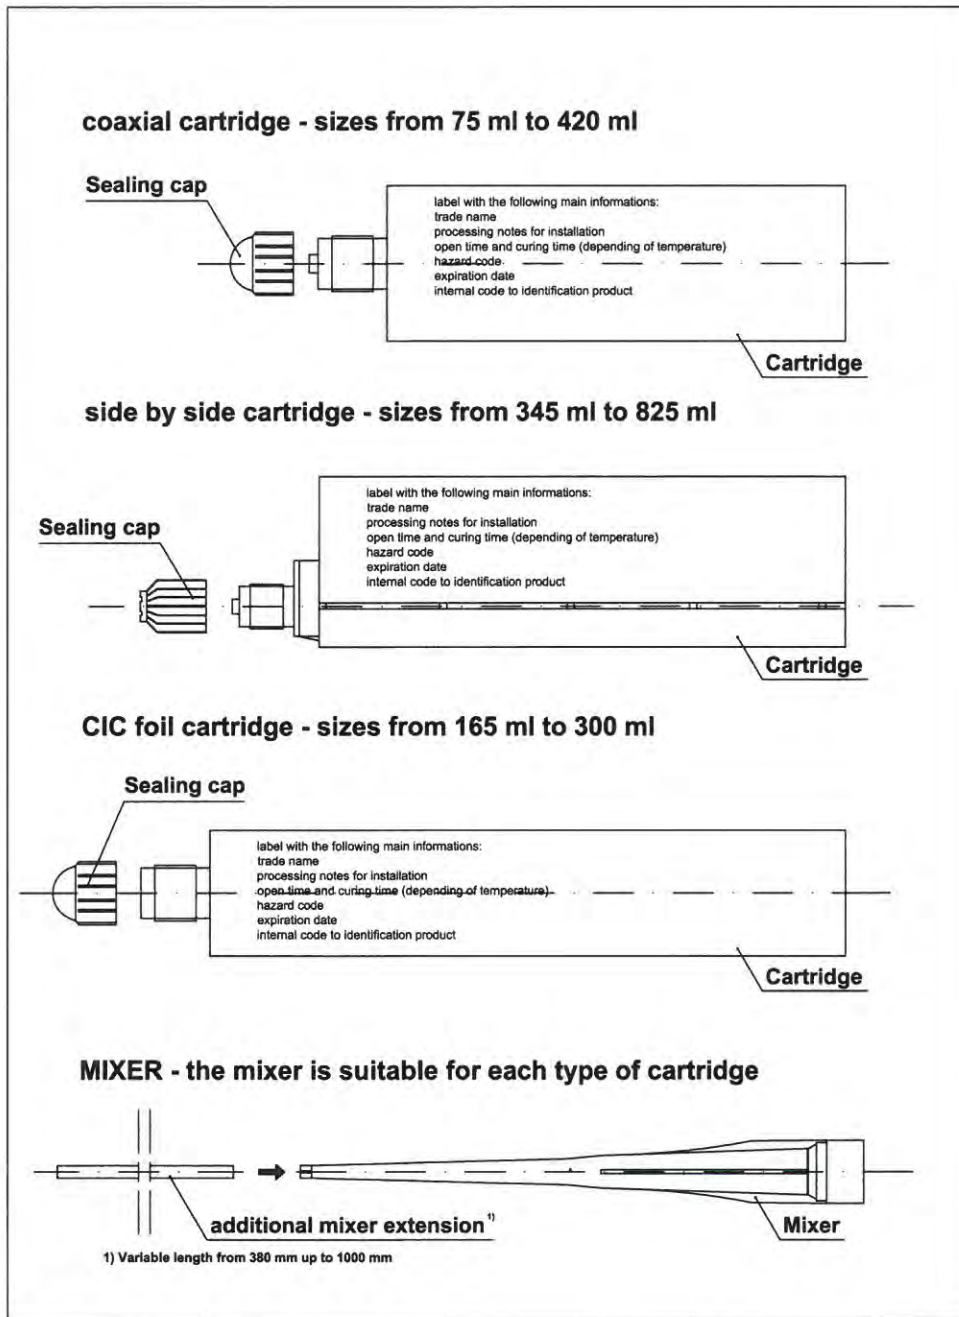 coaxial cartridge - sizes from 75 ml to 420 ml
Sealing cap
label with the following main informations:
trade name
processing notes for installation
open time and curing time (depending of temperature)
hazard code
expiration date
internal code to identification product
Cartridge
side by side cartridge - sizes from 345 ml to 825 ml
Sealing cap
label with the following main informations:
trade name
processing notes for installation
open time and curing time (depending of temperature)
hazard code
expiration date
internal code to identification product
Cartridge
CIC foil cartridge - sizes from 165 ml to 300 ml
Sealing cap
label with the following main informations:
trade name
processing notes for installation
open time and curing time (depending of temperature)
hazard code
expiration date
internal code to identification product
Cartridge
MIXER - the mixer is suitable for each type of cartridge
additional mixer extension 1)
Mixer
1) Variable length from 380 mm up to 1000 mm